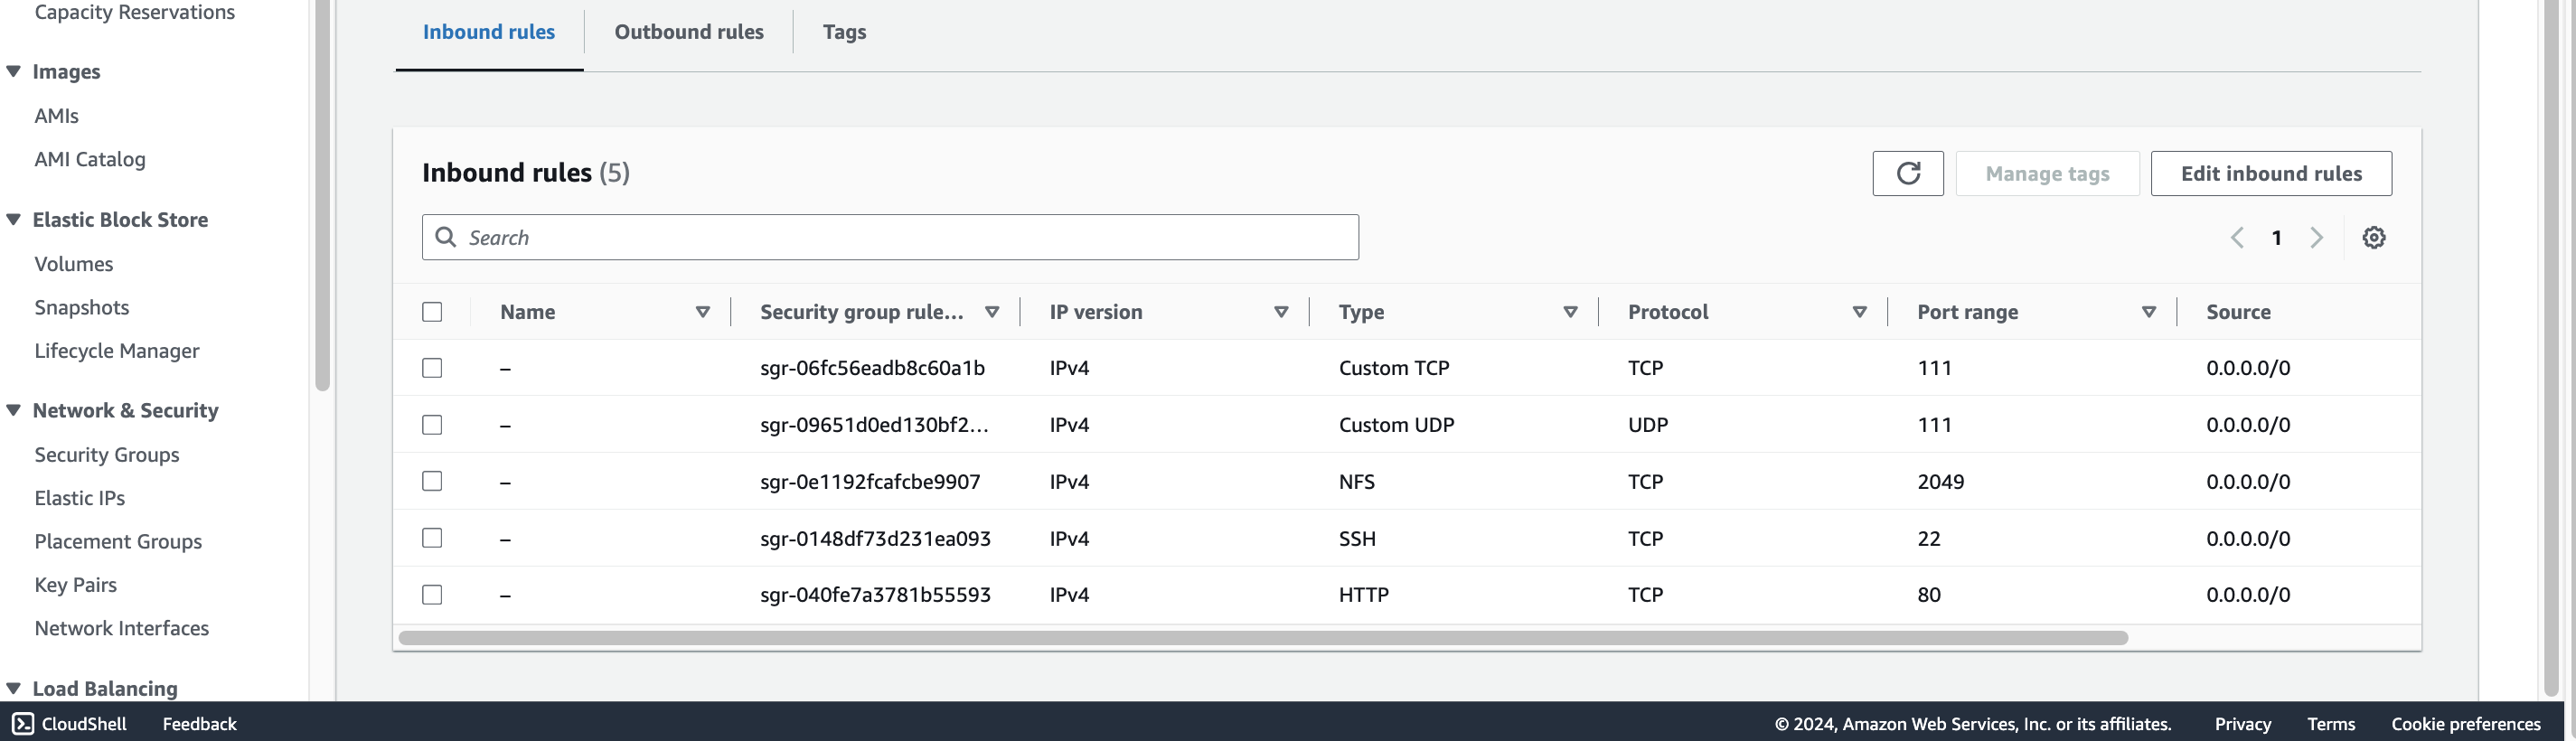 Capacity Reservations
Images
AMIs
AMI Catalog
Elastic Block Store
Volumes
Snapshots
Lifecycle Manager
Network & Security
Security Groups
Elastic IPs
Placement Groups
Key Pairs
Network Interfaces
Load Balancing
Inbound rules Outbound rules Tags
Inbound rules (5) Manage tags Edit inbound rules
Search 1
Name Security group rule... IP version Type Protocol Port range Source
– sgr-06fc56eadb8c60a1b IPv4 Custom TCP TCP 111 0.0.0.0/0
– sgr-09651d0ed130bf2... IPv4 Custom UDP UDP 111 0.0.0.0/0
– sgr-0e1192fcafcbe9907 IPv4 NFS TCP 2049 0.0.0.0/0
– sgr-0148df73d231ea093 IPv4 SSH TCP 22 0.0.0.0/0
– sgr-040fe7a3781b55593 IPv4 HTTP TCP 80 0.0.0.0/0
CloudShell Feedback © 2024, Amazon Web Services, Inc. or its affiliates. Privacy Terms Cookie preferences